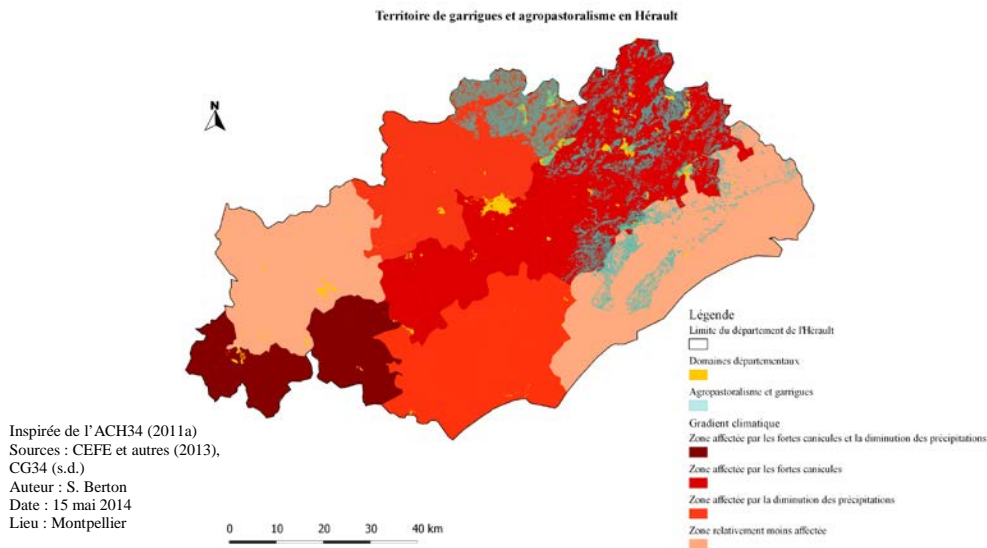 Territoire de garrigues et agropastoralisme en Hérault
N
Légende
Limite du département de l'Hérault
Domaines départementaux
Agropastoralisme et garrigues
Gradient climatique
Zone affectée par les fortes canicules et la diminution des précipitations
Zone affectée par les fortes canicules
Zone affectée par la diminution des précipitations
Zone relativement moins affectée
Inspirée de l'ACH34 (2011a)
Sources : CEFE et autres (2013),
CG34 (s.d.)
Auteur : S. Berton
Date : 15 mai 2014
Lieu : Montpellier
0 10 20 30 40 km